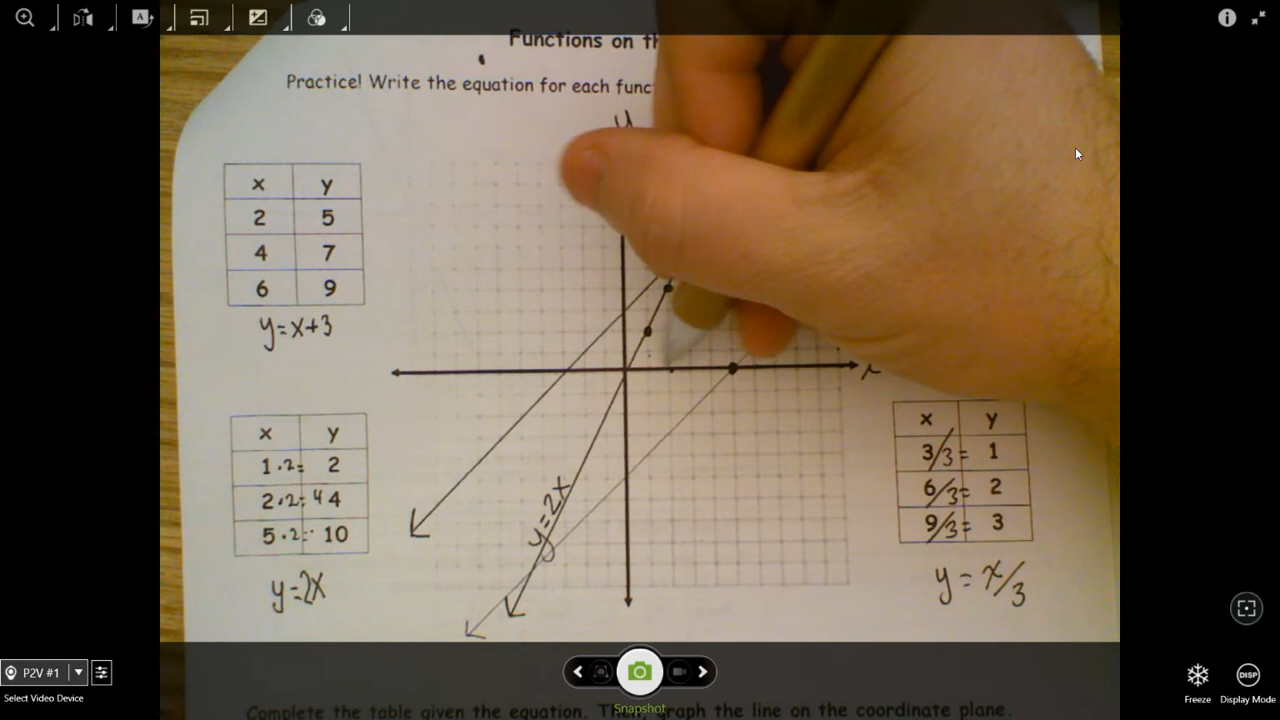 Functions on th
Practice! Write the equation for each func
y
x y
2 5
4 7
6 9
y=x+3
x
y=2x
x y
1·2= 2
2·2=4 4
5·2= 10
y=2x
x y
3/3= 1
6/3= 2
9/3= 3
y=x/3
P2V #1
Select Video Device
Snapshot
Freeze
DISP
Display Mode
Complete the table given the equation. Then, graph the line on the coordinate plane.